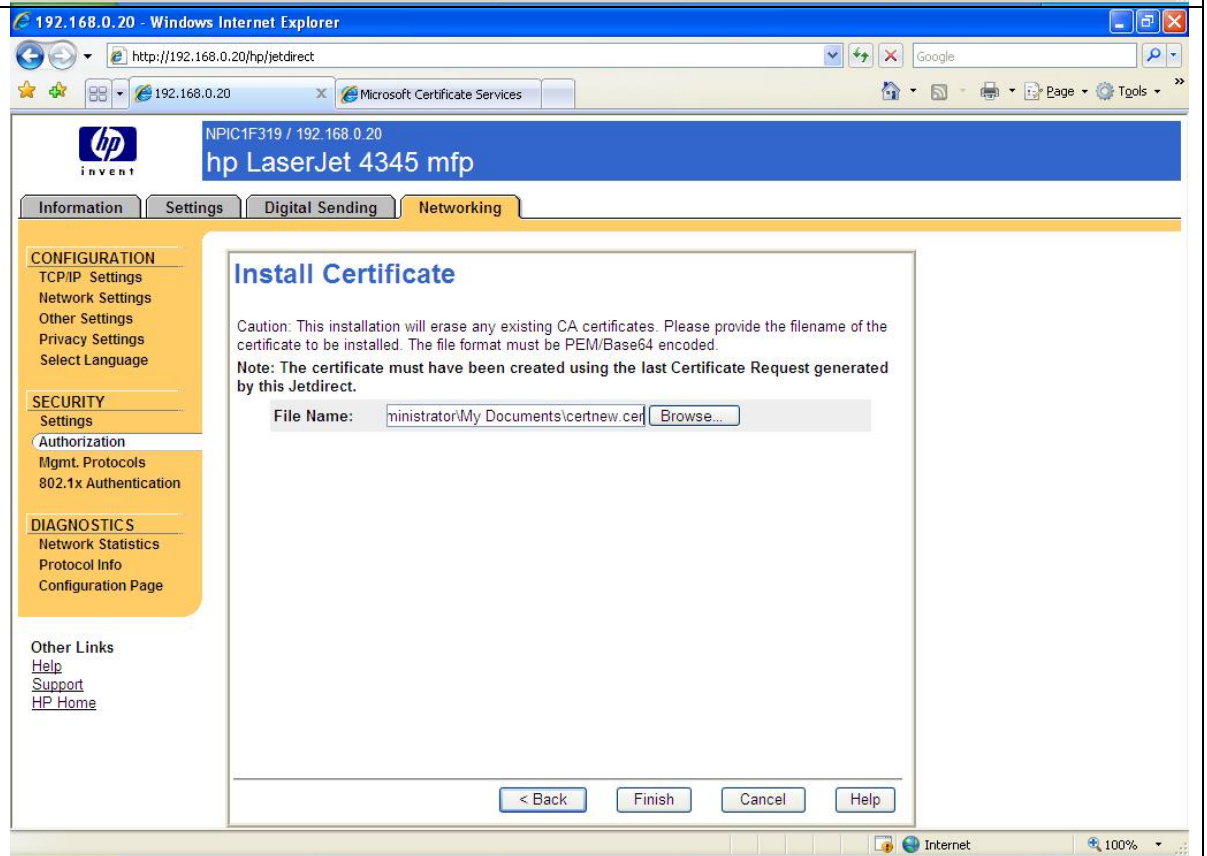 192.168.0.20 - Windows Internet Explorer
http://192.168.0.20/hp/jetdirect
Google
192.168.0.20
Microsoft Certificate Services
Page
Tools
hp
invent
NPIC1F319 / 192.168.0.20
hp LaserJet 4345 mfp
Information
Settings
Digital Sending
Networking
CONFIGURATION
TCP/IP Settings
Network Settings
Other Settings
Privacy Settings
Select Language
SECURITY
Settings
Authorization
Mgmt. Protocols
802.1x Authentication
DIAGNOSTICS
Network Statistics
Protocol Info
Configuration Page
Other Links
Help
Support
HP Home
Install Certificate
Caution: This installation will erase any existing CA certificates. Please provide the filename of the
certificate to be installed. The file format must be PEM/Base64 encoded.
Note: The certificate must have been created using the last Certificate Request generated
by this Jetdirect.
File Name:
ministrator\My Documents\certnew.cer
Browse...
< Back
Finish
Cancel
Help
Internet
100%